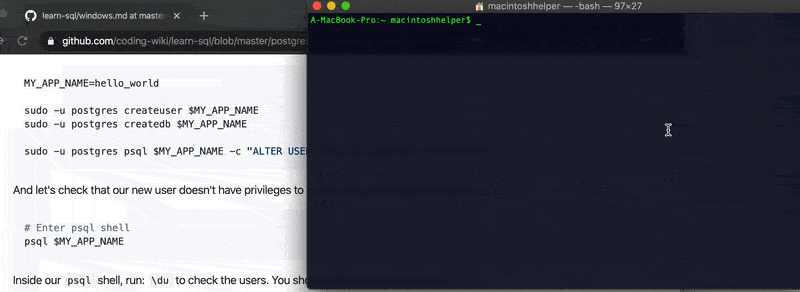 learn-sql/windows.md at master
github.com/coding-wiki/learn-sql/blob/master/postgre
MY_APP_NAME=hello_world
sudo -u postgres createuser $MY_APP_NAME
sudo -u postgres createdb $MY_APP_NAME
sudo -u postgres psql $MY_APP_NAME -c "ALTER USE
And let's check that our new user doesn't have privileges to
# Enter psql shell
psql $MY_APP_NAME
Inside our psql shell, run: \du to check the users. You sho
macintoshhelper — -bash — 97×27
A-MacBook-Pro:~ macintoshhelper$ _